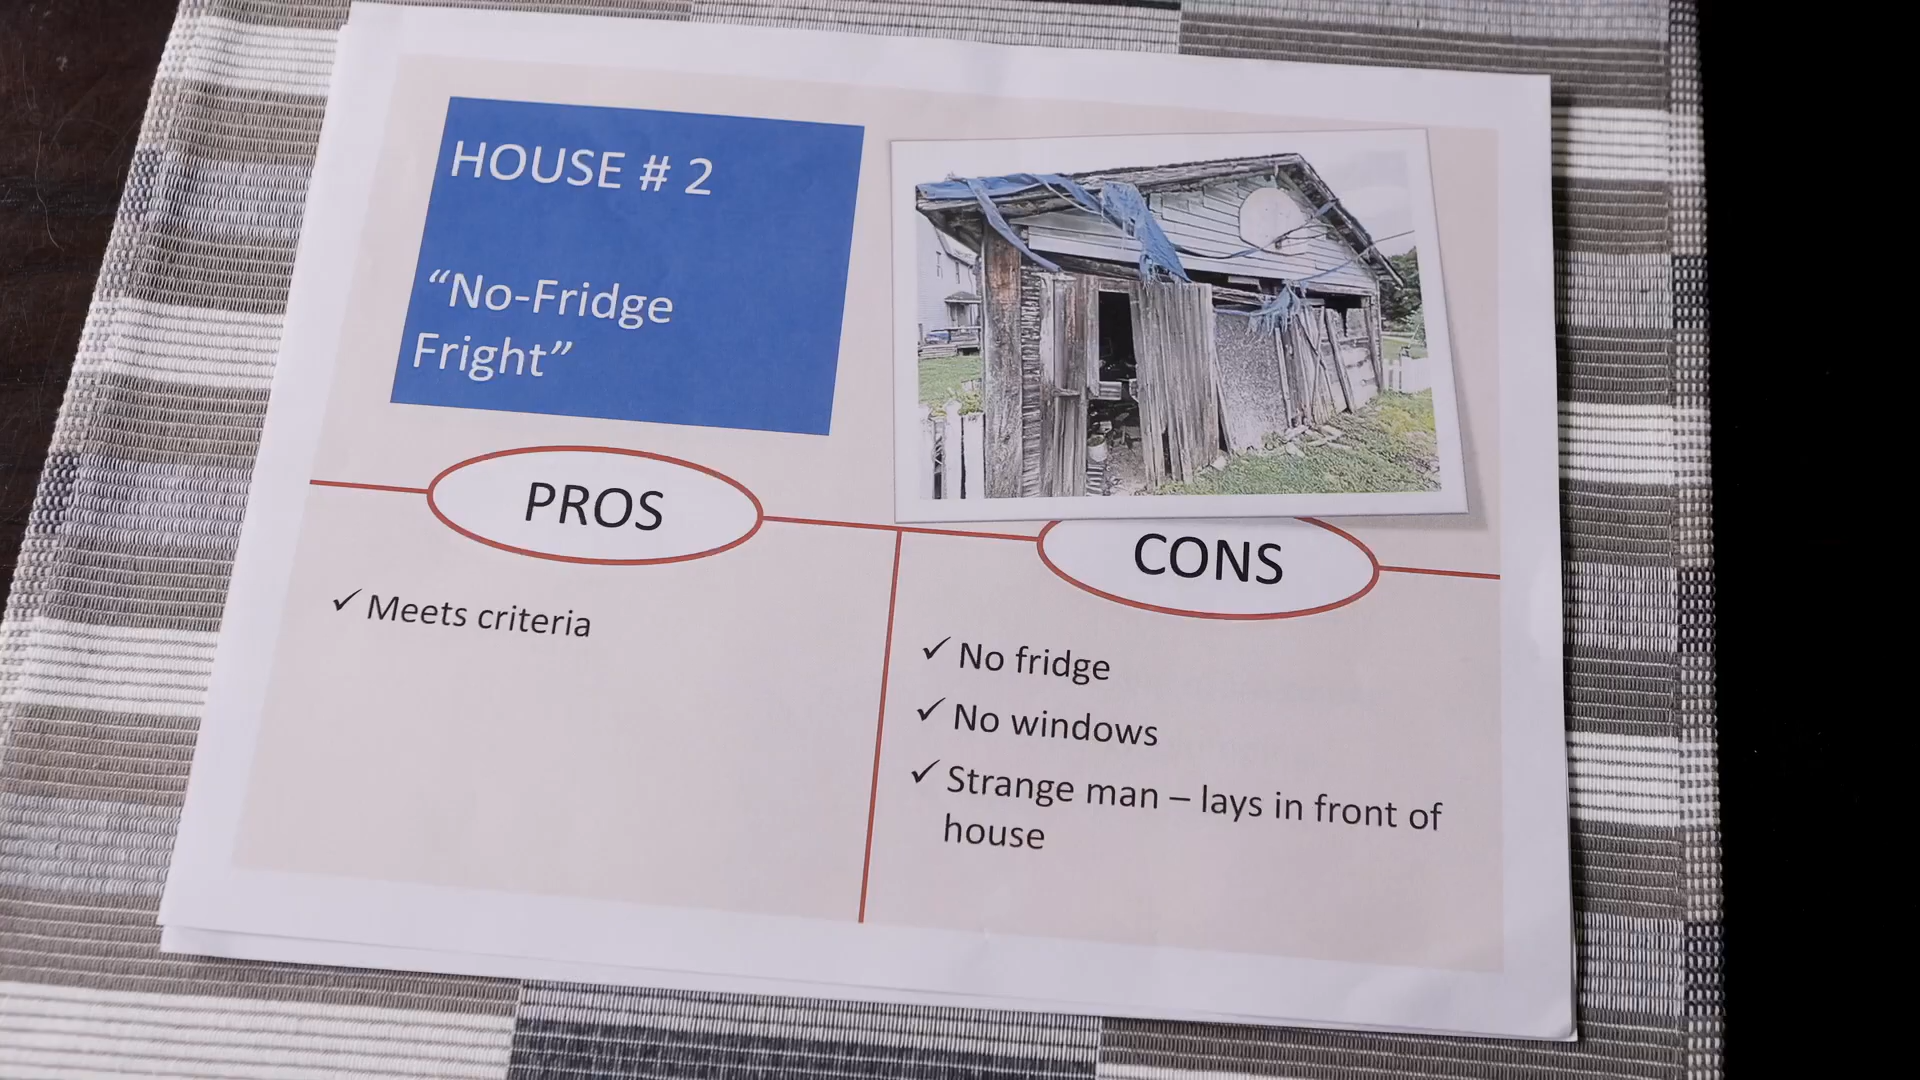 HOUSE # 2
“No-Fridge
Fright”
PROS
✓ Meets criteria
CONS
✓ No fridge
✓ No windows
✓ Strange man – lays in front of
house